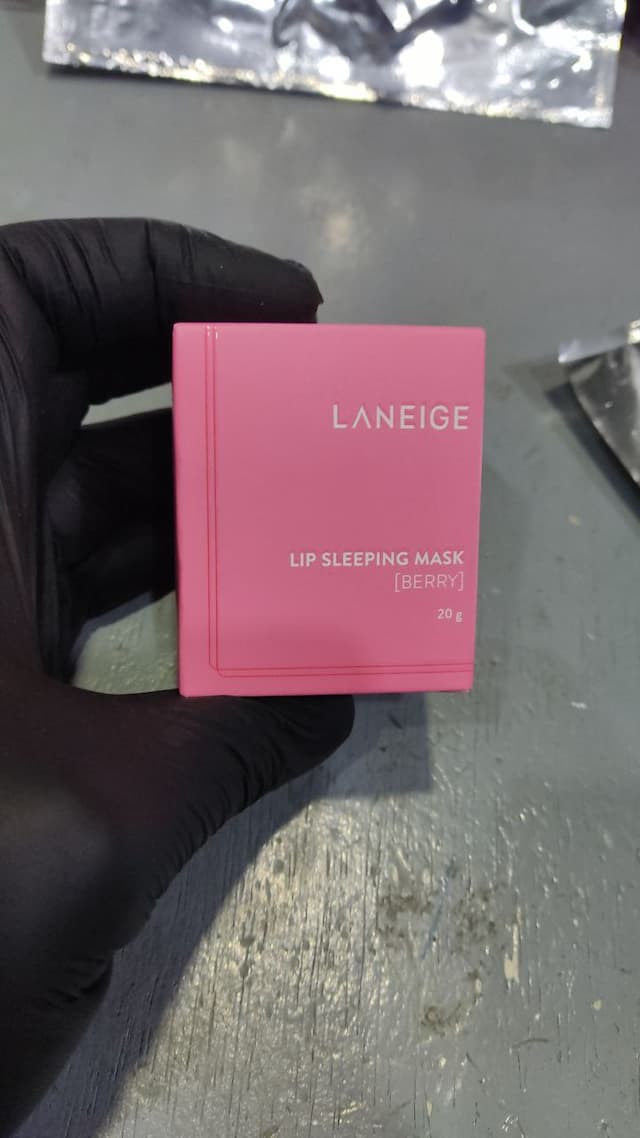 LANEIGE
LIP SLEEPING MASK
[BERRY]
20 g